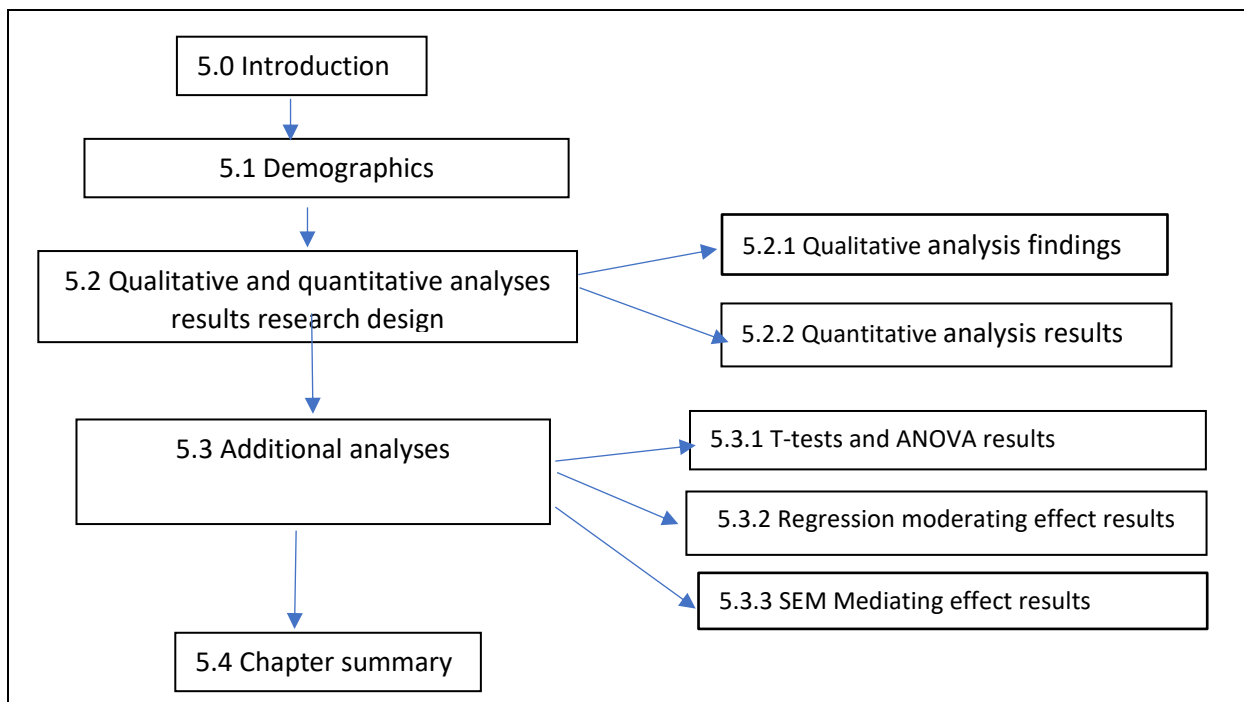 5.0 Introduction
5.1 Demographics
5.2 Qualitative and quantitative analyses
results research design
5.2.1 Qualitative analysis findings
5.2.2 Quantitative analysis results
5.3 Additional analyses
5.3.1 T-tests and ANOVA results
5.3.2 Regression moderating effect results
5.3.3 SEM Mediating effect results
5.4 Chapter summary